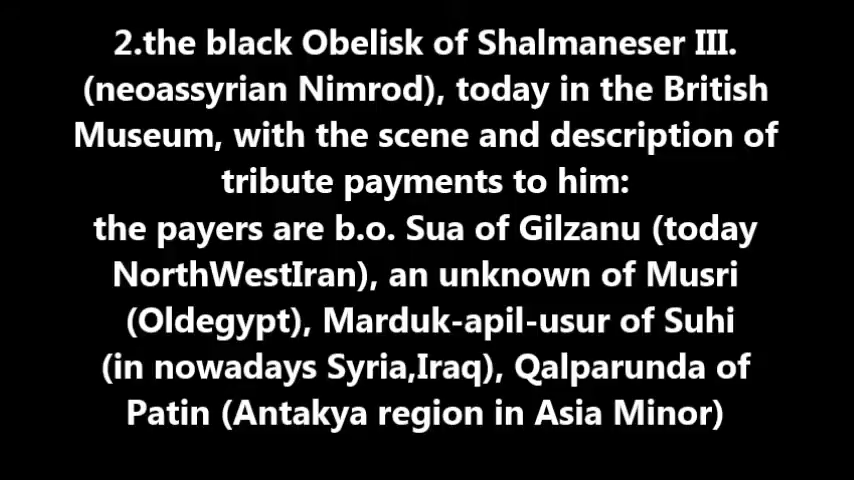 2.the black Obelisk of Shalmaneser III.
(neoassyrian Nimrod), today in the British
Museum, with the scene and description of
tribute payments to him:
the payers are b.o. Sua of Gilzanu (today
NorthWestIran), an unknown of Musri
(Oldegypt), Marduk-apil-usur of Suhi
(in nowadays Syria,Iraq), Qalparunda of
Patin (Antakya region in Asia Minor)